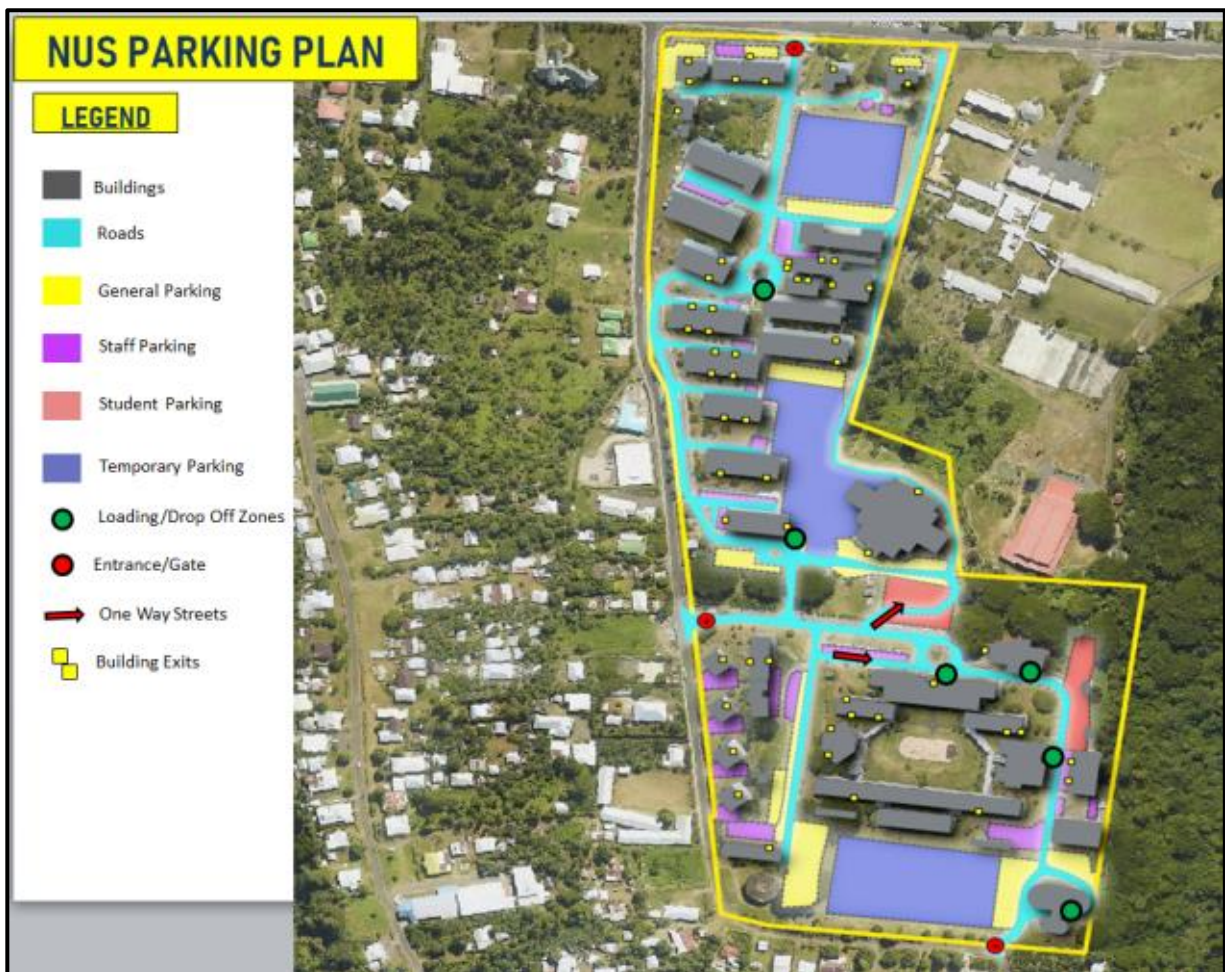 NUS PARKING PLAN
LEGEND
Buildings
Roads
General Parking
Staff Parking
Student Parking
Temporary Parking
Loading/Drop Off Zones
Entrance/Gate
One Way Streets
Building Exits